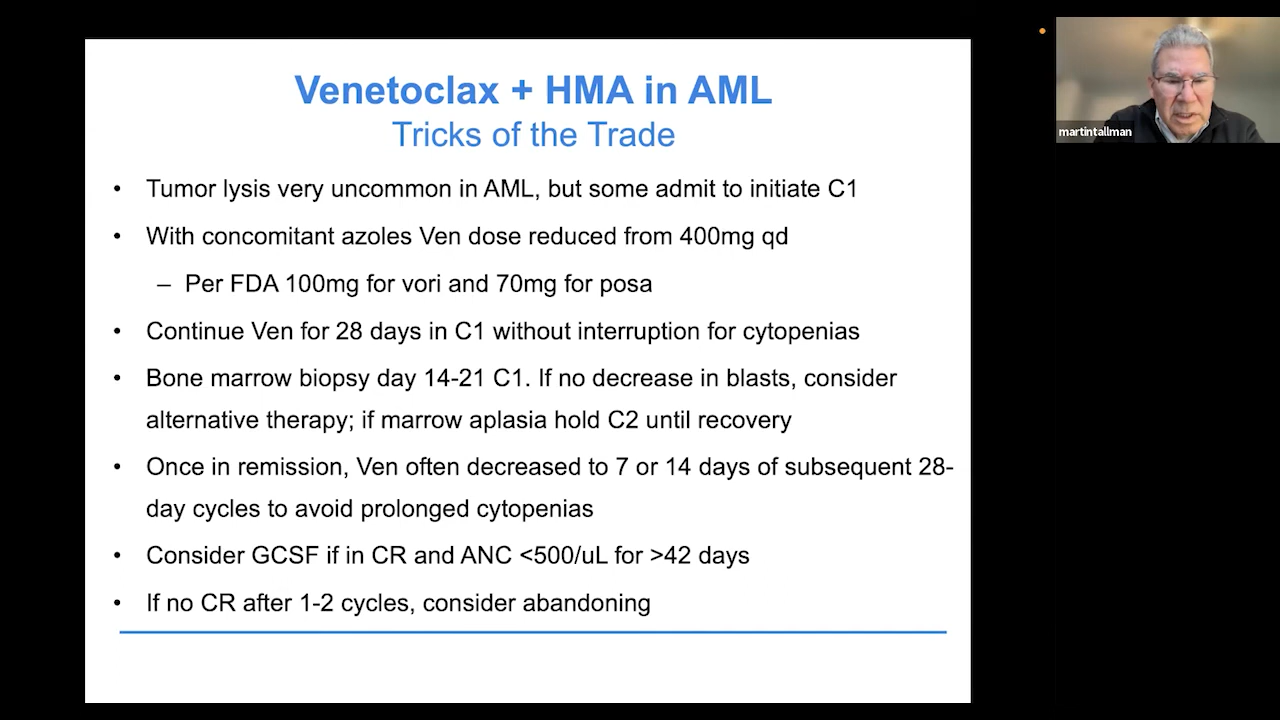 Venetoclax + HMA in AML
Tricks of the Trade
• Tumor lysis very uncommon in AML, but some admit to initiate C1
• With concomitant azoles Ven dose reduced from 400mg qd
– Per FDA 100mg for vori and 70mg for posa
• Continue Ven for 28 days in C1 without interruption for cytopenias
• Bone marrow biopsy day 14-21 C1. If no decrease in blasts, consider
alternative therapy; if marrow aplasia hold C2 until recovery
• Once in remission, Ven often decreased to 7 or 14 days of subsequent 28-
day cycles to avoid prolonged cytopenias
• Consider GCSF if in CR and ANC <500/uL for >42 days
• If no CR after 1-2 cycles, consider abandoning
martintallman